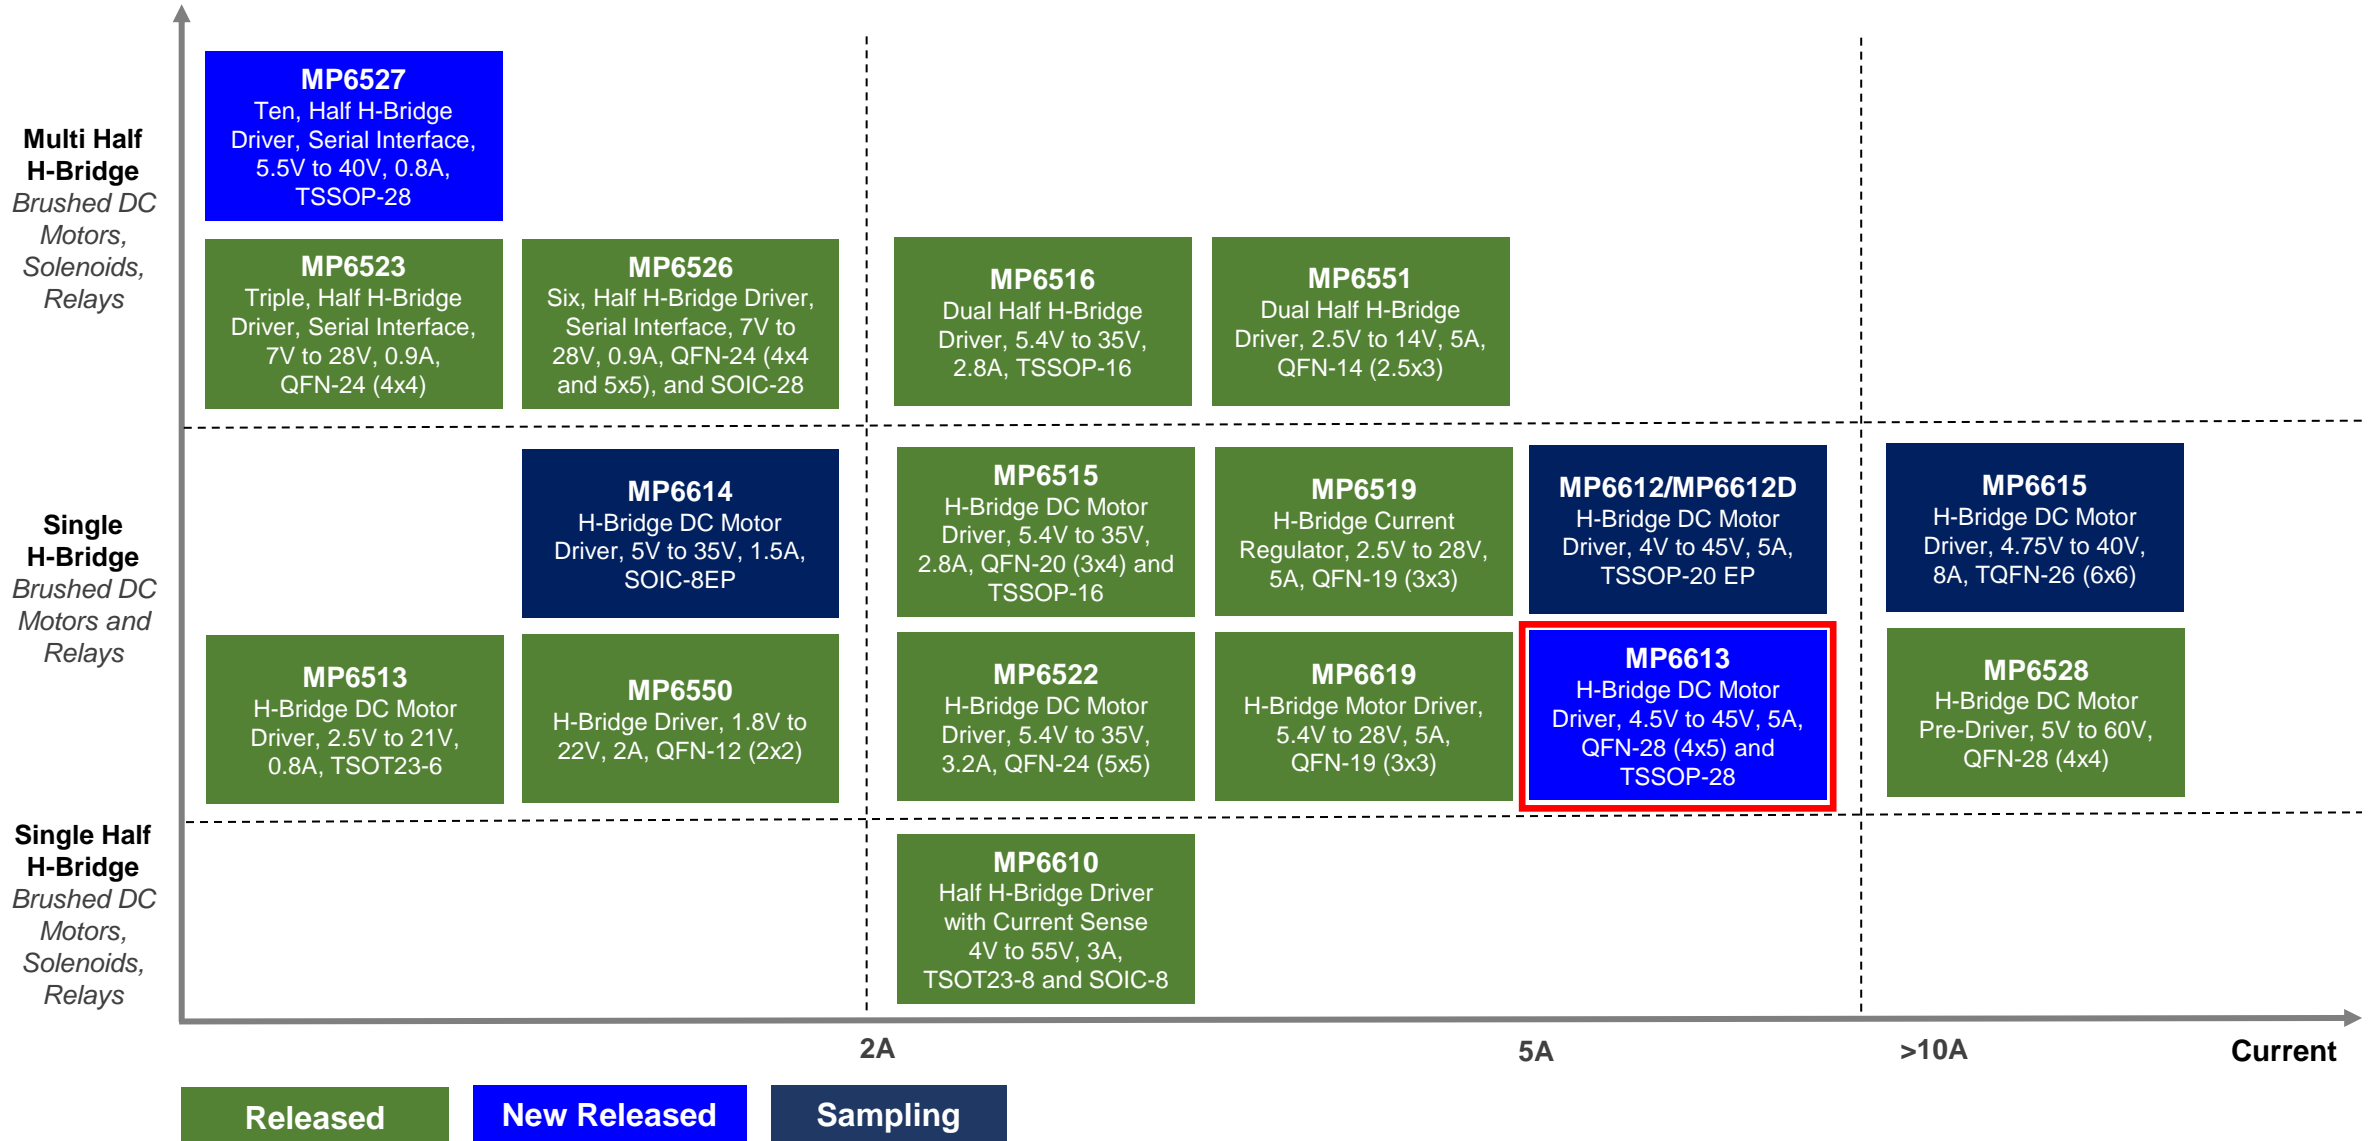 Multi Half
H-Bridge
Brushed DC
Motors,
Solenoids,
Relays
MP6527
Ten, Half H-Bridge
Driver, Serial Interface,
5.5V to 40V, 0.8A,
TSSOP-28
MP6523
Triple, Half H-Bridge
Driver, Serial Interface,
7V to 28V, 0.9A,
QFN-24 (4x4)
MP6526
Six, Half H-Bridge Driver,
Serial Interface, 7V to
28V, 0.9A, QFN-24 (4x4
and 5x5), and SOIC-28
MP6516
Dual Half H-Bridge
Driver, 5.4V to 35V,
2.8A, TSSOP-16
MP6551
Dual Half H-Bridge
Driver, 2.5V to 14V, 5A,
QFN-14 (2.5x3)
Single
H-Bridge
Brushed DC
Motors and
Relays
MP6614
H-Bridge DC Motor
Driver, 5V to 35V, 1.5A,
SOIC-8EP
MP6515
H-Bridge DC Motor
Driver, 5.4V to 35V,
2.8A, QFN-20 (3x4) and
TSSOP-16
MP6519
H-Bridge Current
Regulator, 2.5V to 28V,
5A, QFN-19 (3x3)
MP6612/MP6612D
H-Bridge DC Motor
Driver, 4V to 45V, 5A,
TSSOP-20 EP
MP6615
H-Bridge DC Motor
Driver, 4.75V to 40V,
8A, TQFN-26 (6x6)
MP6513
H-Bridge DC Motor
Driver, 2.5V to 21V,
0.8A, TSOT23-6
MP6550
H-Bridge Driver, 1.8V to
22V, 2A, QFN-12 (2x2)
MP6522
H-Bridge DC Motor
Driver, 5.4V to 35V,
3.2A, QFN-24 (5x5)
MP6619
H-Bridge Motor Driver,
5.4V to 28V, 5A,
QFN-19 (3x3)
MP6613
H-Bridge DC Motor
Driver, 4.5V to 45V, 5A,
QFN-28 (4x5) and
TSSOP-28
MP6528
H-Bridge DC Motor
Pre-Driver, 5V to 60V,
QFN-28 (4x4)
Single Half
H-Bridge
Brushed DC
Motors,
Solenoids,
Relays
MP6610
Half H-Bridge Driver
with Current Sense
4V to 55V, 3A,
TSOT23-8 and SOIC-8
2A
5A
>10A
Current
Released
New Released
Sampling